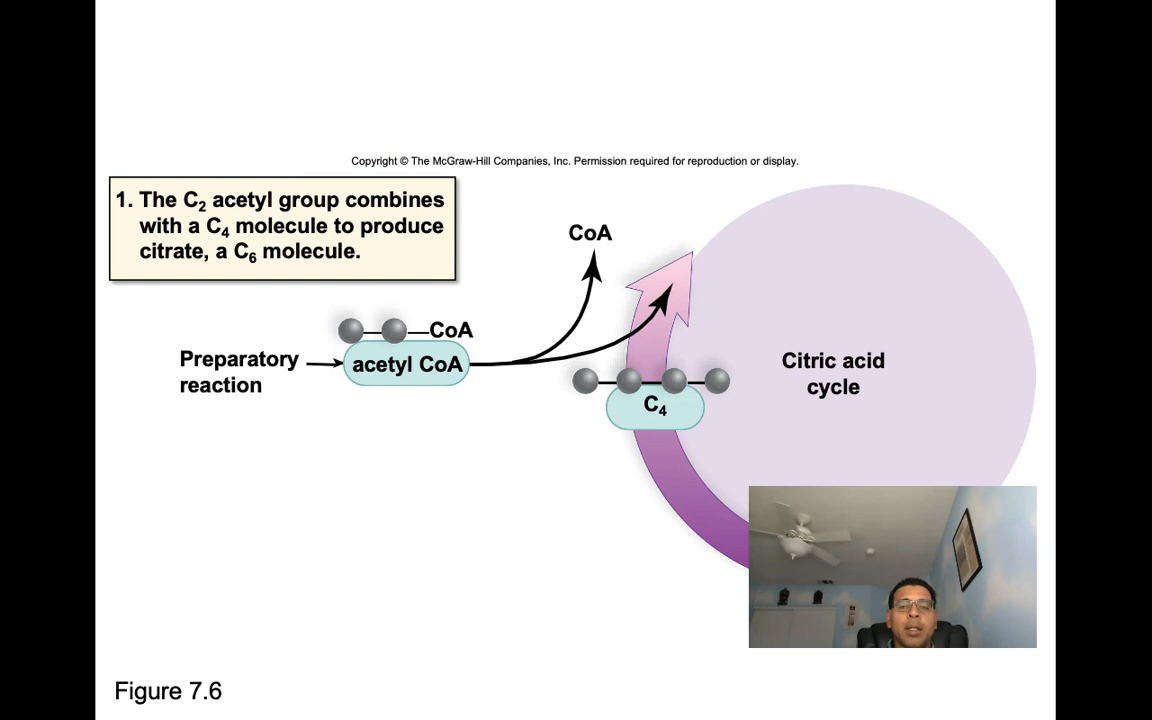 Copyright © The McGraw-Hill Companies, Inc. Permission required for reproduction or display.
1. The C₂ acetyl group combines
with a C₄ molecule to produce
citrate, a C₆ molecule.
CoA
CoA
Preparatory
reaction
acetyl CoA
Citric acid
cycle
C₄
Figure 7.6